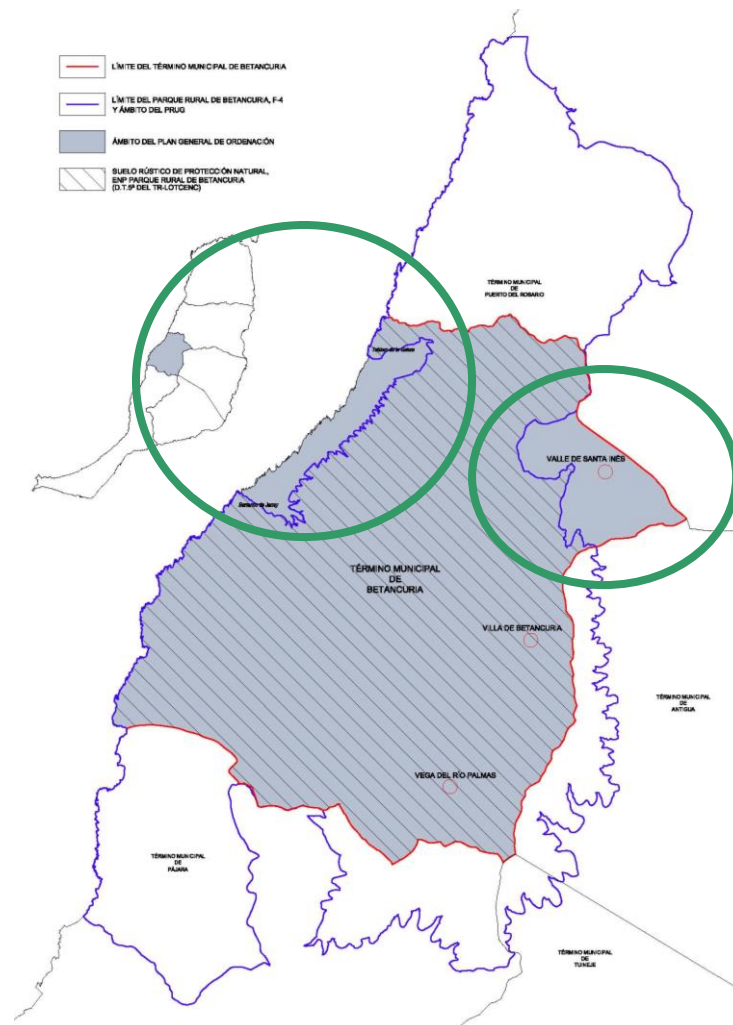 LÍMITE DEL TÉRMINO MUNICIPAL DE BETANCURIA
LÍMITE DEL PARQUE RURAL DE BETANCURIA, F-4
Y ÁMBITO DEL PRUG
ÁMBITO DEL PLAN GENERAL DE ORDENACIÓN
SUELO RÚSTICO DE PROTECCIÓN NATURAL,
ENP PARQUE RURAL DE BETANCURIA
(D.T.5ª DEL TR-LOTCENC)
TÉRMINO MUNICIPAL
DE
PUERTO DEL ROSARIO
VALLE DE SANTA INÉS
TÉRMINO MUNICIPAL
DE
BETANCURIA
VILLA DE BETANCURIA
TÉRMINO MUNICIPAL
DE
ANTIGUA
VEGA DEL RÍO PALMAS
TÉRMINO MUNICIPAL
DE
PÁJARA
TÉRMINO MUNICIPAL
DE
TUINEJE